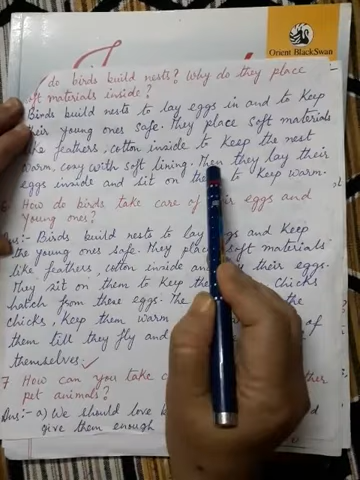 Orient BlackSwan
do birds build nests? Why do they place
soft materials inside?
Birds build nests to lay eggs in and to keep
their young ones safe. They place soft materials
like feathers, cotton inside to keep the nest
warm, cozy with soft lining. Then they lay their
eggs inside and sit on to keep warm.
How do birds take care of their eggs and
young ones?
Ans:- Birds build nests to lay eggs and keep
the young ones safe. They place soft materials
like feathers, cotton inside and lay their eggs.
They sit on them to keep Chicks
hatch from these eggs. The the
chicks, keep them warm of
them till they fly and
themselves.
7 How can you take
pet animals?
Ans:- a) We should love
give them enough